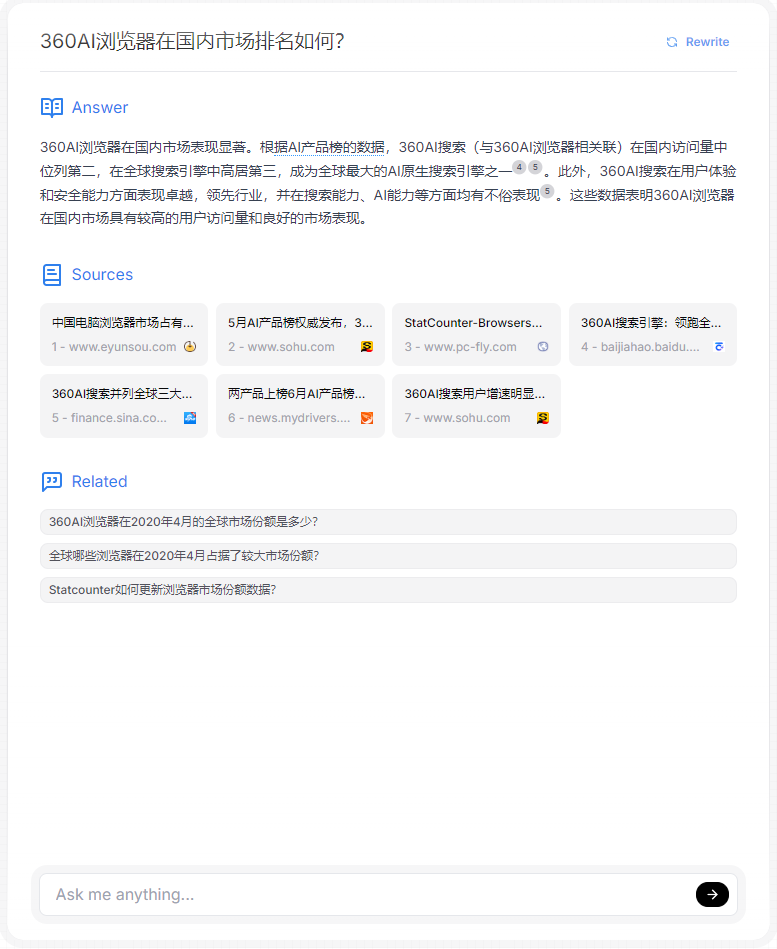 360AI浏览器在国内市场排名如何？
Rewrite
Answer
360AI浏览器在国内市场表现显著。根据AI产品榜的数据，360AI搜索（与360AI浏览器相关联）在国内访问量中
位列第二，在全球搜索引擎中高居第三，成为全球最大的AI原生搜索引擎之一 4 5 。此外，360AI搜索在用户体验
和安全能力方面表现卓越，领先行业，并在搜索能力、AI能力等方面均有不俗表现 5 。这些数据表明360AI浏览器
在国内市场具有较高的用户访问量和良好的市场表现。
Sources
中国电脑浏览器市场占有...
1 - www.eyunsou.com
5月AI产品榜权威发布，3...
2 - www.sohu.com
StatCounter-Browsers...
3 - www.pc-fly.com
360AI搜索引擎：领跑全...
4 - baijiahao.baidu....
360AI搜索并列全球三大...
5 - finance.sina.co...
两产品上榜6月AI产品榜...
6 - news.mydrivers....
360AI搜索用户增速明显...
7 - www.sohu.com
Related
360AI浏览器在2020年4月的全球市场份额是多少？
全球哪些浏览器在2020年4月占据了较大市场份额？
Statcounter如何更新浏览器市场份额数据？
Ask me anything...